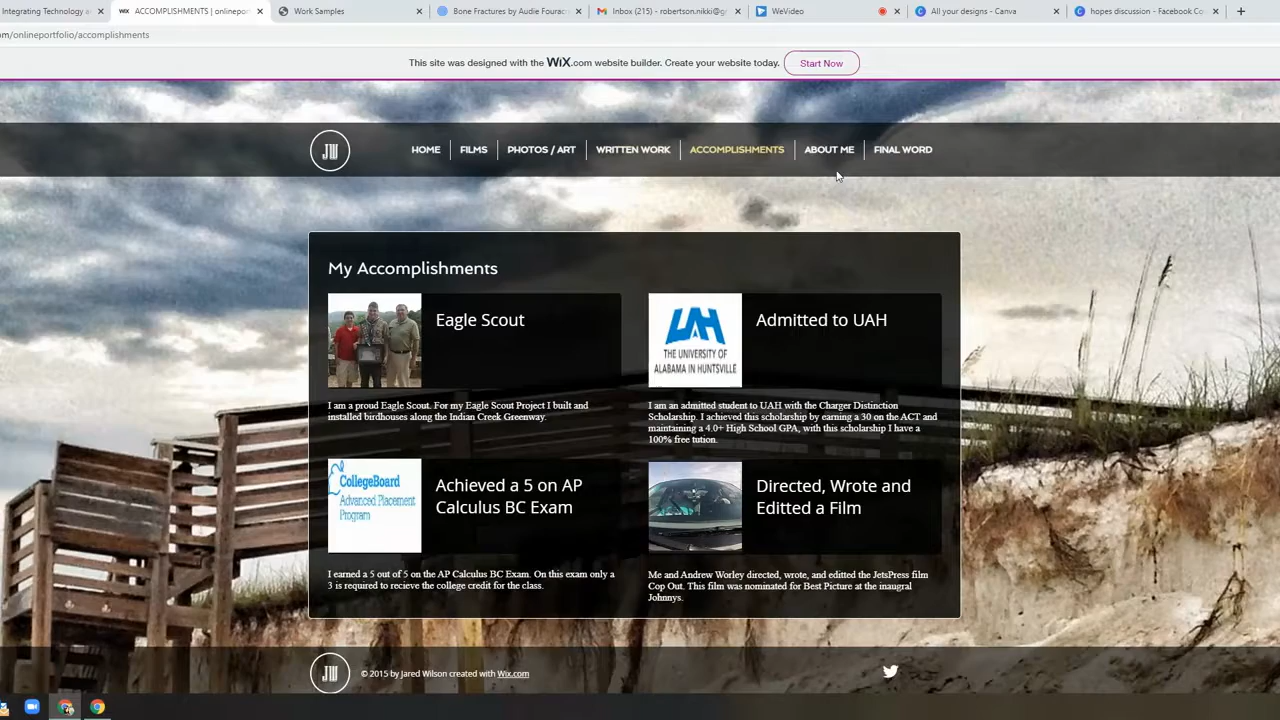 Integrating Technology a
ACCOMPLISHMENTS | onlinepor
Work Samples
Bone Fractures by Audie Fourac
Inbox (215) - robertson.nikki@g
WeVideo
All your designs - Canva
hopes discussion - Facebook Co
om/onlineportfolio/accomplishments
This site was designed with the WiX.com website builder. Create your website today.
Start Now
JW
HOME
FILMS
PHOTOS / ART
WRITTEN WORK
ACCOMPLISHMENTS
ABOUT ME
FINAL WORD
My Accomplishments
Eagle Scout
I am a proud Eagle Scout. For my Eagle Scout Project I built and
installed birdhouses along the Indian Creek Greenway.
UAH
THE UNIVERSITY OF
ALABAMA IN HUNTSVILLE
Admitted to UAH
I am an admitted student to UAH with the Charger Distinction
Scholarship. I achieved this scholarship by earning a 30 on the ACT and
maintaining a 4.0+ High School GPA, with this scholarship I have a
100% free tution.
CollegeBoard
Advanced Placement
Program
Achieved a 5 on AP
Calculus BC Exam
I earned a 5 out of 5 on the AP Calculus BC Exam. On this exam only a
3 is required to recieve the college credit for the class.
Directed, Wrote and
Editted a Film
Me and Andrew Worley directed, wrote, and editted the JetsPress film
Cop Out. This film was nominated for Best Picture at the inaugral
Johnnys.
JW
© 2015 by Jared Wilson created with Wix.com